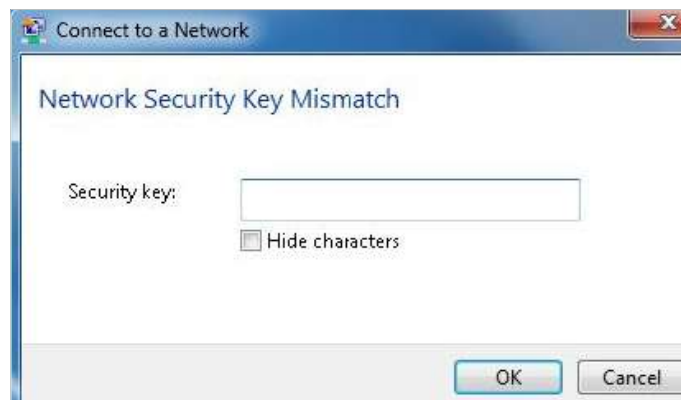 Connect to a Network
Network Security Key Mismatch
Security key:
Hide characters
OK Cancel